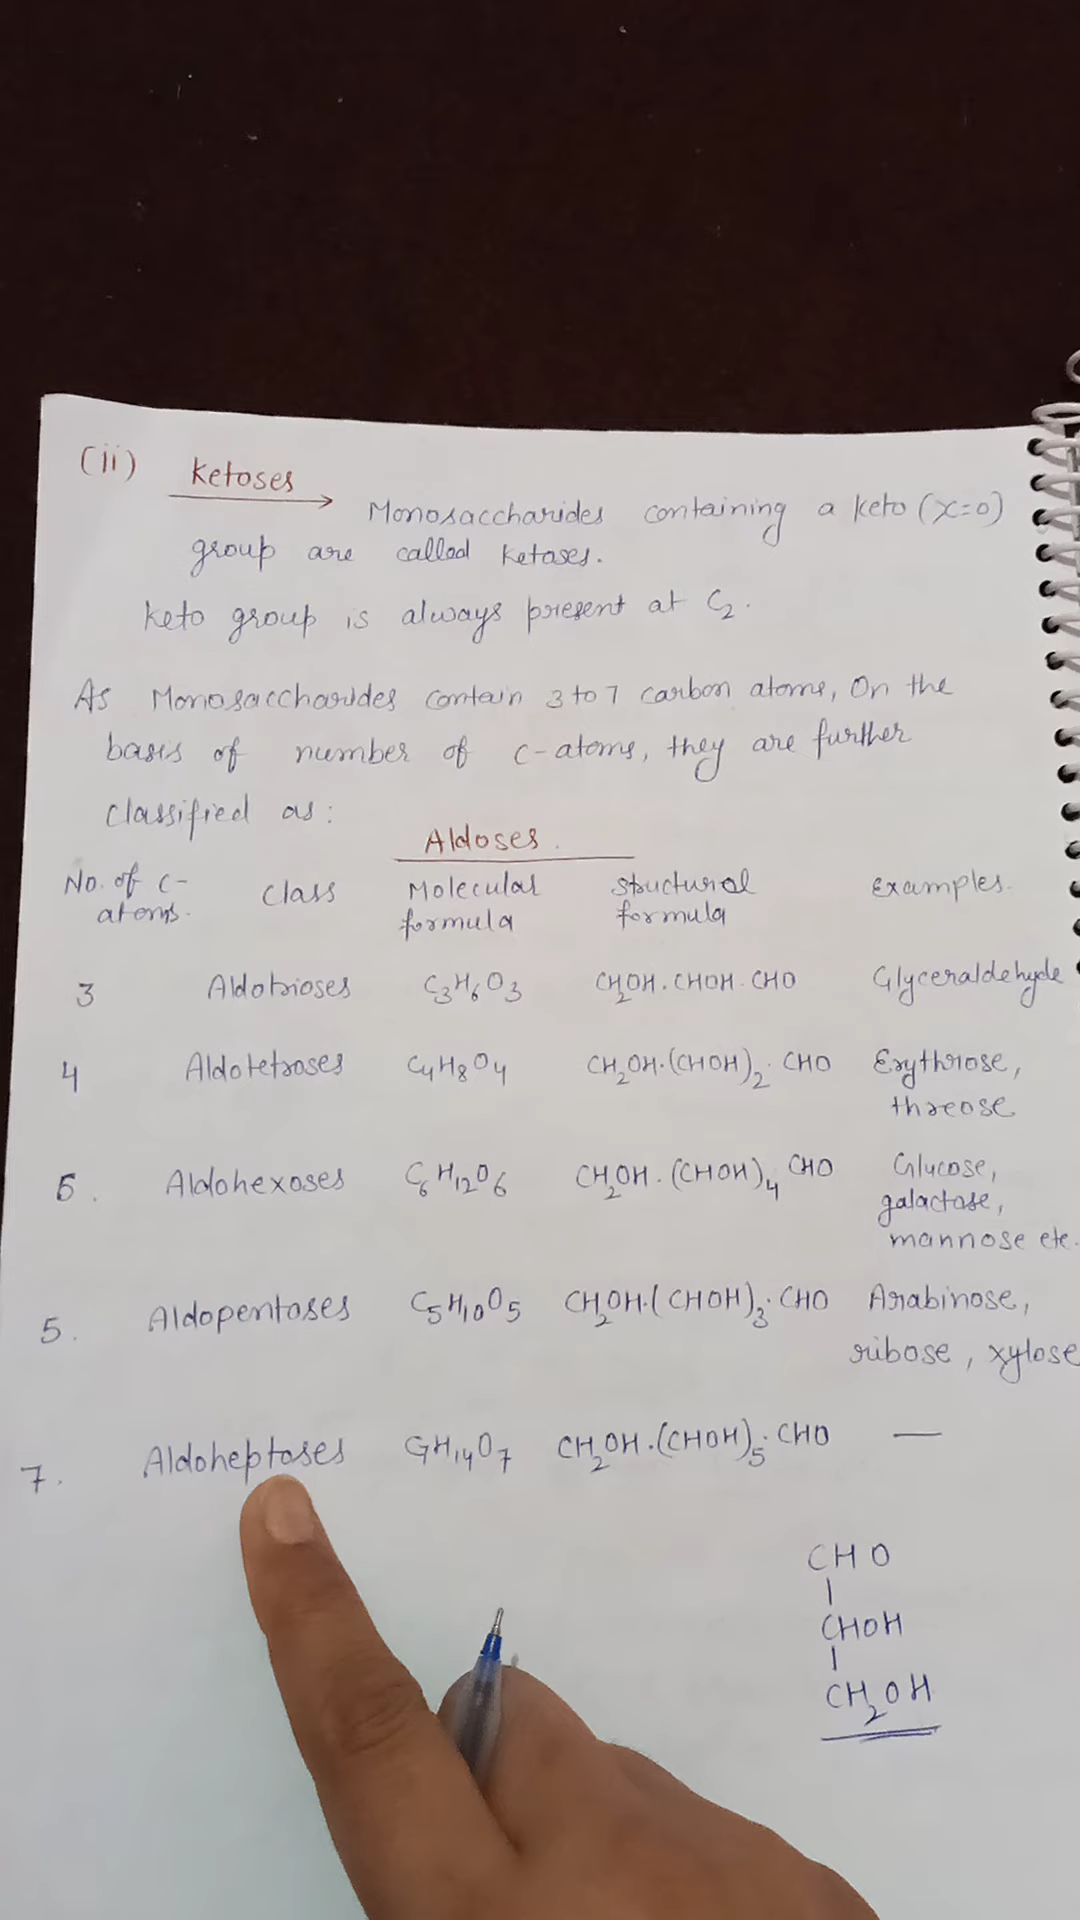 (ii) Ketoses
Monosaccharides containing a keto (>C=O)
group are called ketoses.
Keto group is always present at C₂.
As Monosaccharides contain 3 to 7 carbon atoms, On the
basis of number of C-atoms, they are further
classified as:
Aldoses.
No. of C-atoms. Class Molecular formula Structural formula Examples.
3 Aldotrioses C₃H₆O₃ CH₂OH.CHOH.CHO Glyceraldehyde
4 Aldotetroses C₄H₈O₄ CH₂OH.(CHOH)₂.CHO Erythrose,
threose
6. Aldohexoses C₆H₁₂O₆ CH₂OH.(CHOH)₄ CHO Glucose,
galactose,
mannose etc.
5. Aldopentoses C₅H₁₀O₅ CH₂OH.(CHOH)₃.CHO Arabinose,
ribose, xylose
7. Aldoheptoses C₇H₁₄O₇ CH₂OH.(CHOH)₅.CHO —
CHO
|
CHOH
|
CH₂OH